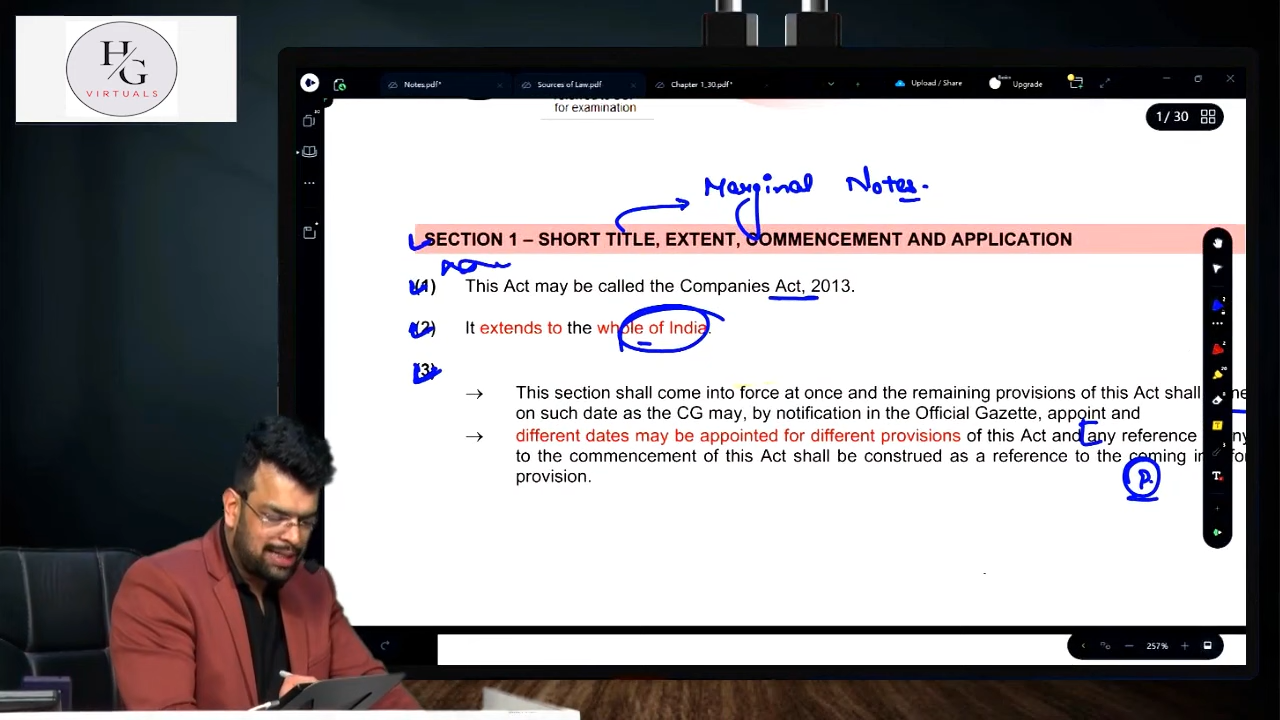 H/G
VIRTUALS
Notes.pdf*
Sources of Law.pdf
Chapter 1_30.pdf*
Upload / Share
Basic
Upgrade
for examination
1 / 30
Marginal Notes.
SECTION 1 – SHORT TITLE, EXTENT, COMMENCEMENT AND APPLICATION
(1) This Act may be called the Companies Act, 2013.
(2) It extends to the whole of India.
(3)
→ This section shall come into force at once and the remaining provisions of this Act shall
on such date as the CG may, by notification in the Official Gazette, appoint and
→ different dates may be appointed for different provisions of this Act and any reference
to the commencement of this Act shall be construed as a reference to the coming
provision.
P.
257%